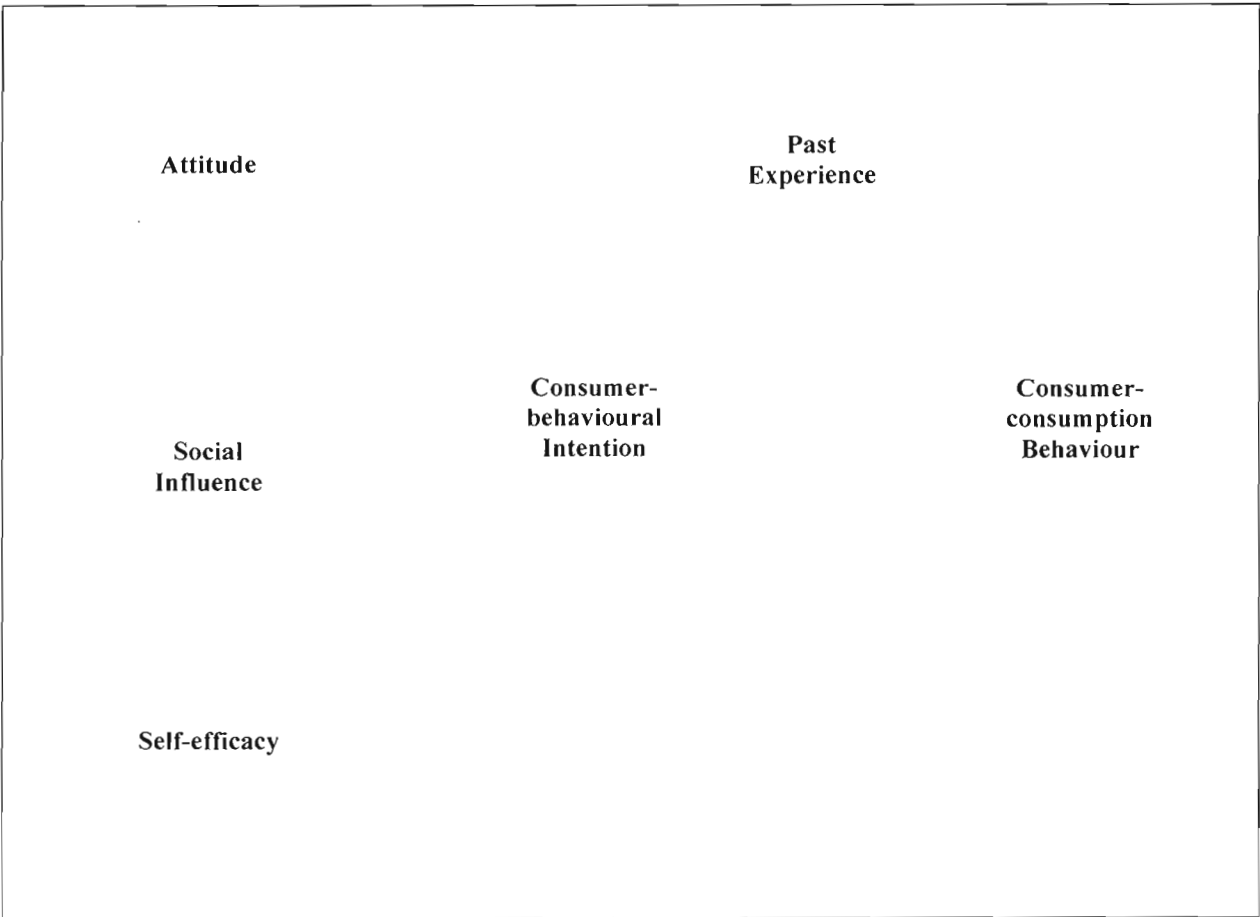 Attitude
Past
Experience
Consumer-
behavioural
Intention
Consumer-
consumption
Behaviour
Social
Influence
Self-efficacy